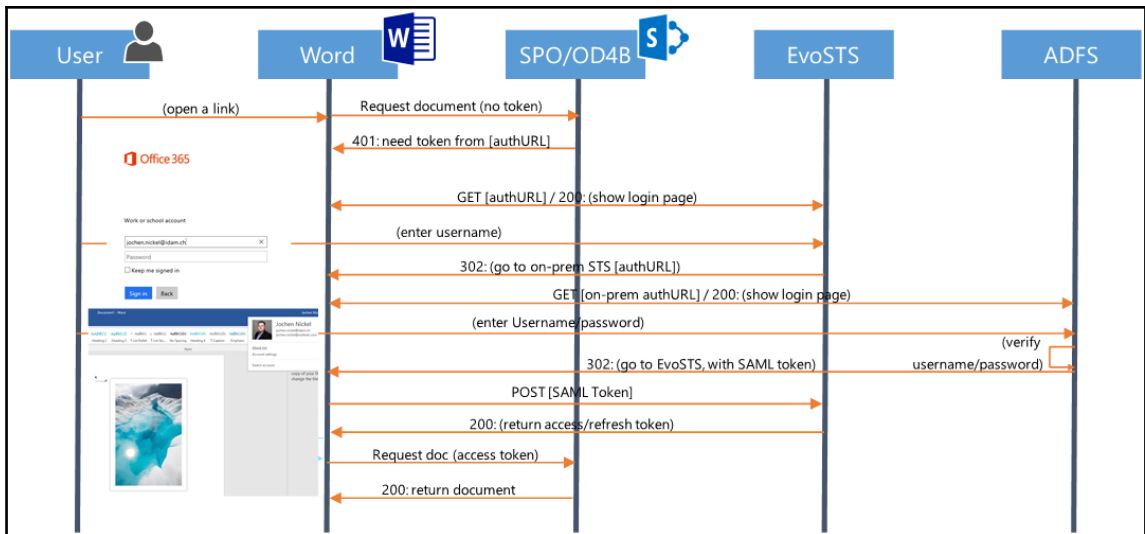 User
Word
W
SPO/OD4B
S
EvoSTS
ADFS
(open a link)
Request document (no token)
401: need token from [authURL]
Office 365
GET [authURL] / 200: (show login page)
Work or school account
(enter username)
jochen.nickel@idam.ch
Password
Keep me signed in
302: (go to on-prem STS [authURL])
Sign in
Back
GET[on-prem authURL] / 200: (show login page)
(enter Username/password)
Jochen Nickel
(verify
username/password)
302: (go to EvoSTS, with SAML token)
POST [SAML Token]
200: (return access/refresh token)
Request doc (access token)
200: return document